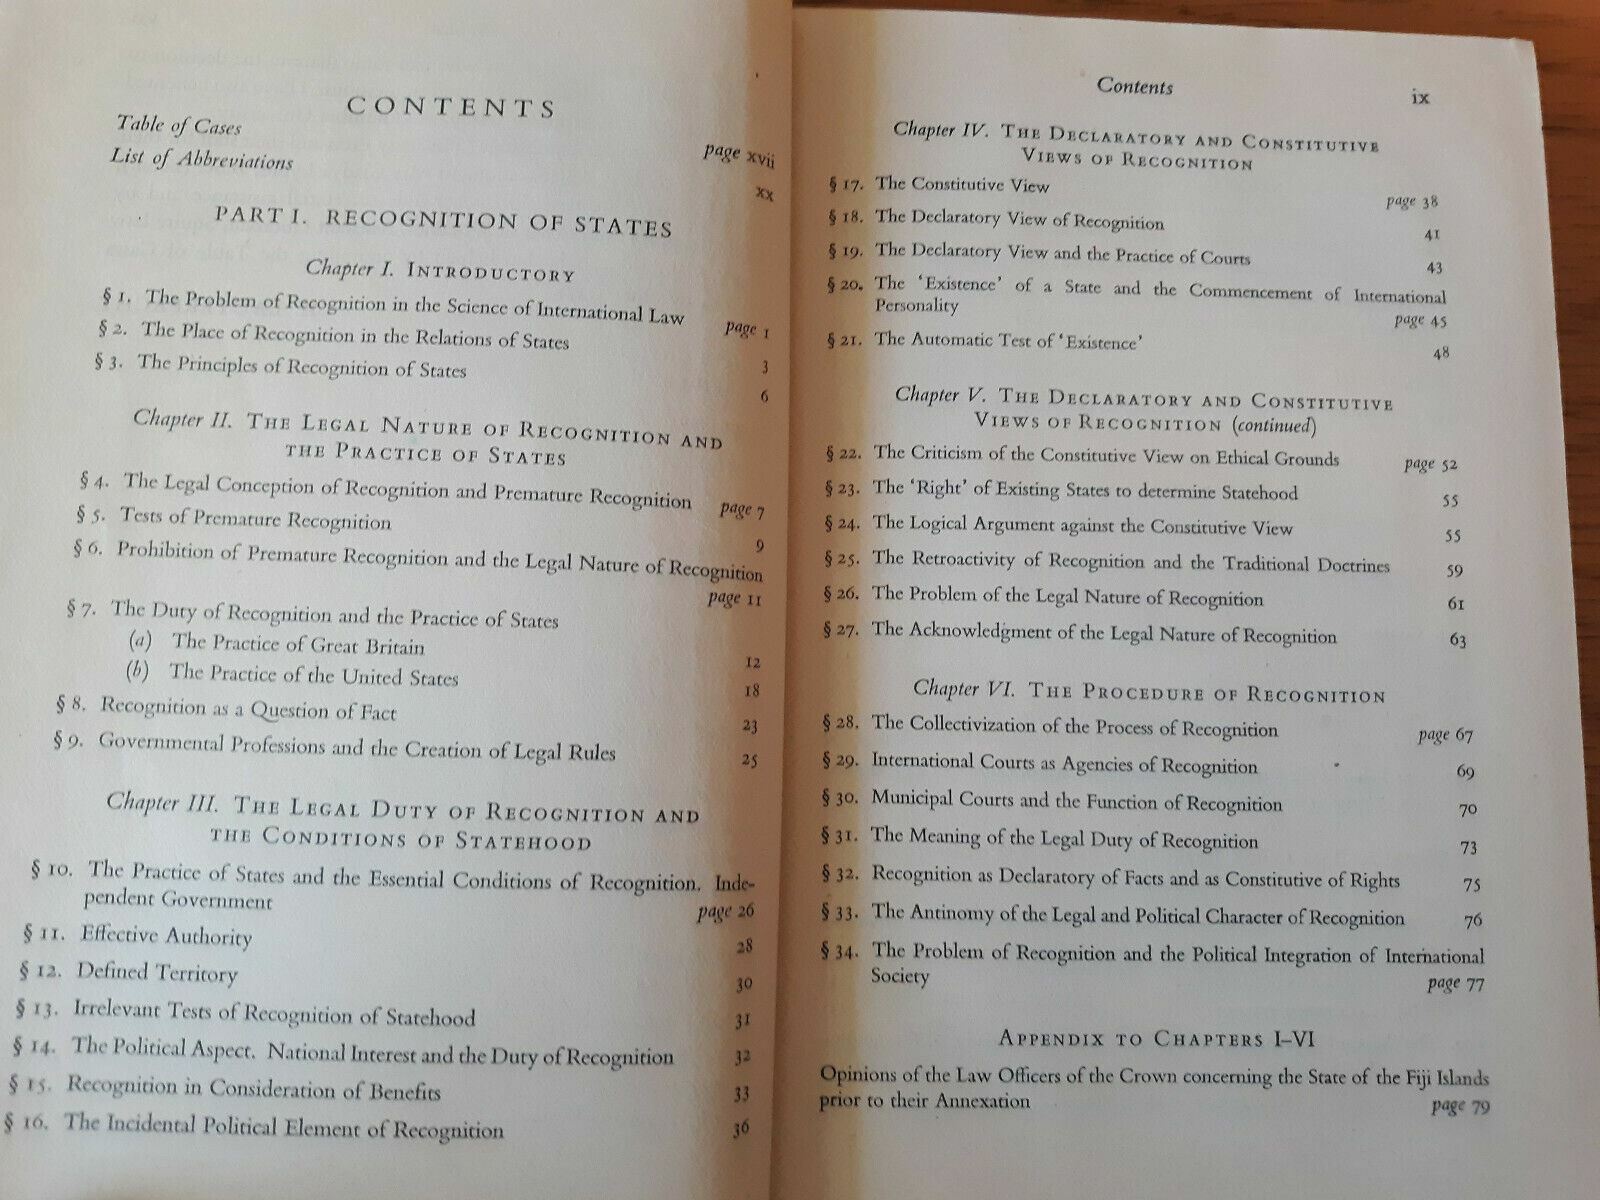 CONTENTS
Table of Cases page xvii
List of Abbreviations xx
PART I. RECOGNITION OF STATES
Chapter I. INTRODUCTORY
§ 1. The Problem of Recognition in the Science of International Law page 1
§ 2. The Place of Recognition in the Relations of States 3
§ 3. The Principles of Recognition of States 6
Chapter II. THE LEGAL NATURE OF RECOGNITION AND
THE PRACTICE OF STATES
§ 4. The Legal Conception of Recognition and Premature Recognition page 7
§ 5. Tests of Premature Recognition 9
§ 6. Prohibition of Premature Recognition and the Legal Nature of Recognition
page 11
§ 7. The Duty of Recognition and the Practice of States
(a) The Practice of Great Britain 12
(b) The Practice of the United States 18
§ 8. Recognition as a Question of Fact 23
§ 9. Governmental Professions and the Creation of Legal Rules 25
Chapter III. THE LEGAL DUTY OF RECOGNITION AND
THE CONDITIONS OF STATEHOOD
§ 10. The Practice of States and the Essential Conditions of Recognition. Inde-
pendent Government page 26
§ 11. Effective Authority 28
§ 12. Defined Territory 30
§ 13. Irrelevant Tests of Recognition of Statehood 31
§ 14. The Political Aspect. National Interest and the Duty of Recognition 32
§ 15. Recognition in Consideration of Benefits 33
§ 16. The Incidental Political Element of Recognition 36
Contents ix
Chapter IV. THE DECLARATORY AND CONSTITUTIVE
VIEWS OF RECOGNITION
§ 17. The Constitutive View page 38
§ 18. The Declaratory View of Recognition 41
§ 19. The Declaratory View and the Practice of Courts 43
§ 20. The 'Existence' of a State and the Commencement of International
Personality page 45
§ 21. The Automatic Test of 'Existence' 48
Chapter V. THE DECLARATORY AND CONSTITUTIVE
VIEWS OF RECOGNITION (continued)
§ 22. The Criticism of the Constitutive View on Ethical Grounds page 52
§ 23. The 'Right' of Existing States to determine Statehood 55
§ 24. The Logical Argument against the Constitutive View 55
§ 25. The Retroactivity of Recognition and the Traditional Doctrines 59
§ 26. The Problem of the Legal Nature of Recognition 61
§ 27. The Acknowledgment of the Legal Nature of Recognition 63
Chapter VI. THE PROCEDURE OF RECOGNITION
§ 28. The Collectivization of the Process of Recognition page 67
§ 29. International Courts as Agencies of Recognition 69
§ 30. Municipal Courts and the Function of Recognition 70
§ 31. The Meaning of the Legal Duty of Recognition 73
§ 32. Recognition as Declaratory of Facts and as Constitutive of Rights 75
§ 33. The Antinomy of the Legal and Political Character of Recognition 76
§ 34. The Problem of Recognition and the Political Integration of International
Society page 77
APPENDIX TO CHAPTERS I–VI
Opinions of the Law Officers of the Crown concerning the State of the Fiji Islands
prior to their Annexation page 79